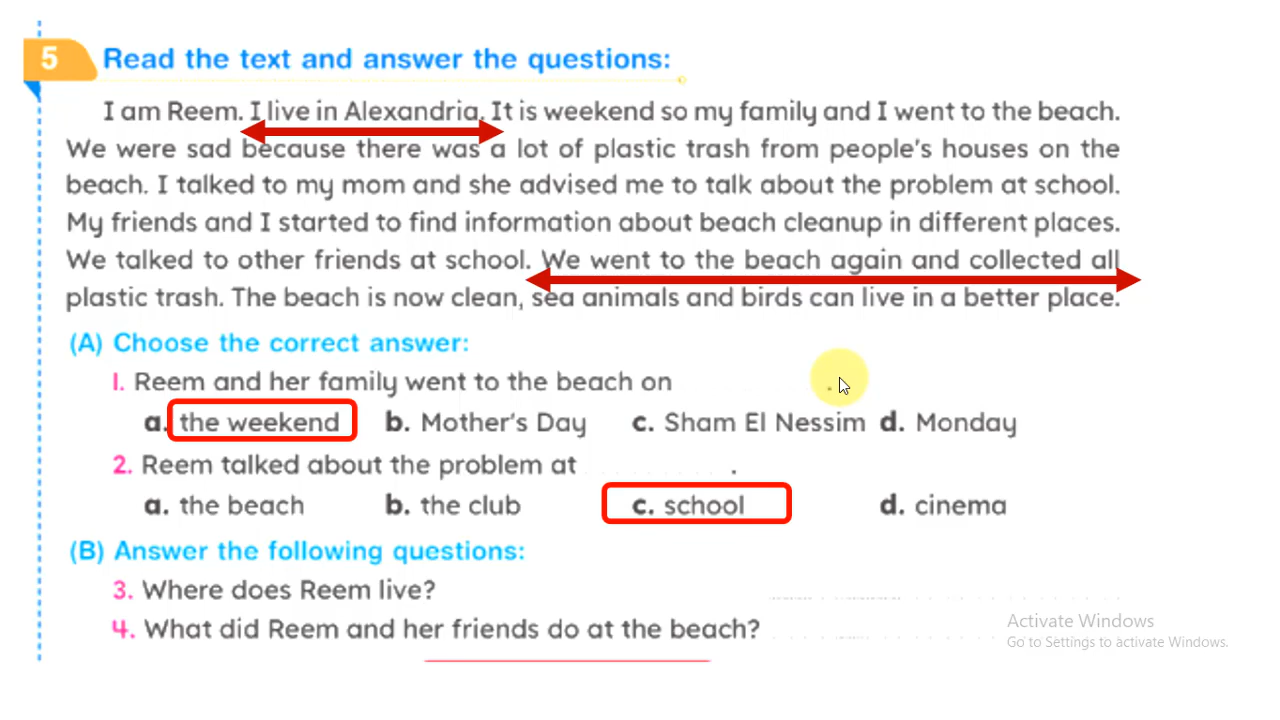 5 Read the text and answer the questions:
I am Reem. I live in Alexandria. It is weekend so my family and I went to the beach.
We were sad because there was a lot of plastic trash from people's houses on the
beach. I talked to my mom and she advised me to talk about the problem at school.
My friends and I started to find information about beach cleanup in different places.
We talked to other friends at school. We went to the beach again and collected all
plastic trash. The beach is now clean, sea animals and birds can live in a better place.
(A) Choose the correct answer:
1. Reem and her family went to the beach on .
a. the weekend b. Mother's Day c. Sham El Nessim d. Monday
2. Reem talked about the problem at .
a. the beach b. the club c. school d. cinema
(B) Answer the following questions:
3. Where does Reem live?
4. What did Reem and her friends do at the beach?
Activate Windows
Go to Settings to activate Windows.